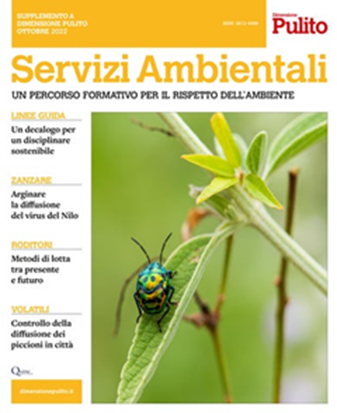 SUPPLEMENTO A
DIMENSIONE PULITO
OTTOBRE 2022
Dimensione
Pulito
Servizi Ambientali
UN PERCORSO FORMATIVO PER IL RISPETTO DELL'AMBIENTE
LINEE GUIDA
Un decalogo per
un disciplinare
sostenibile
ZANZARE
Arginare
la diffusione
del virus del Nilo
RODITORI
Metodi di lotta
tra presente
e futuro
VOLATILI
Controllo della
diffusione dei
piccioni in città
dimensionepulito.it